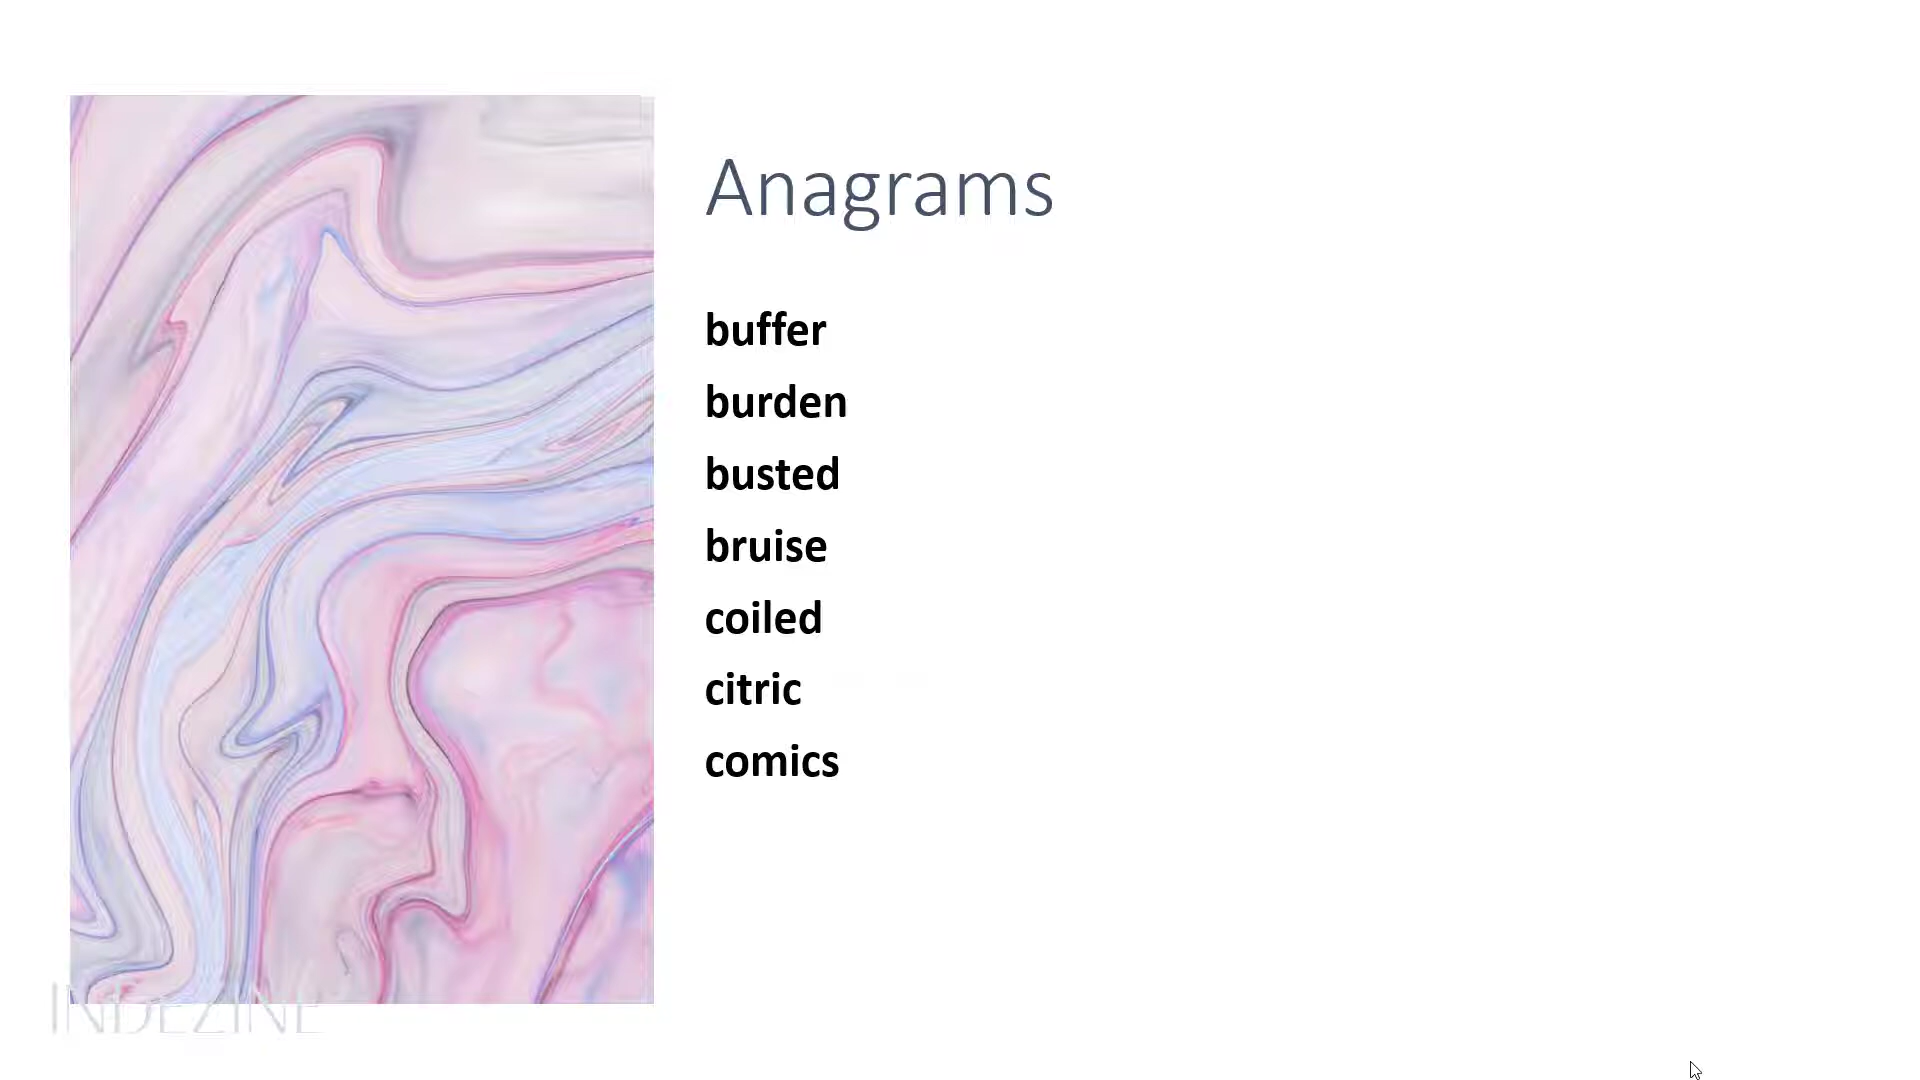 Anagrams
buffer
burden
busted
bruise
coiled
citric
comics
INDEZINE